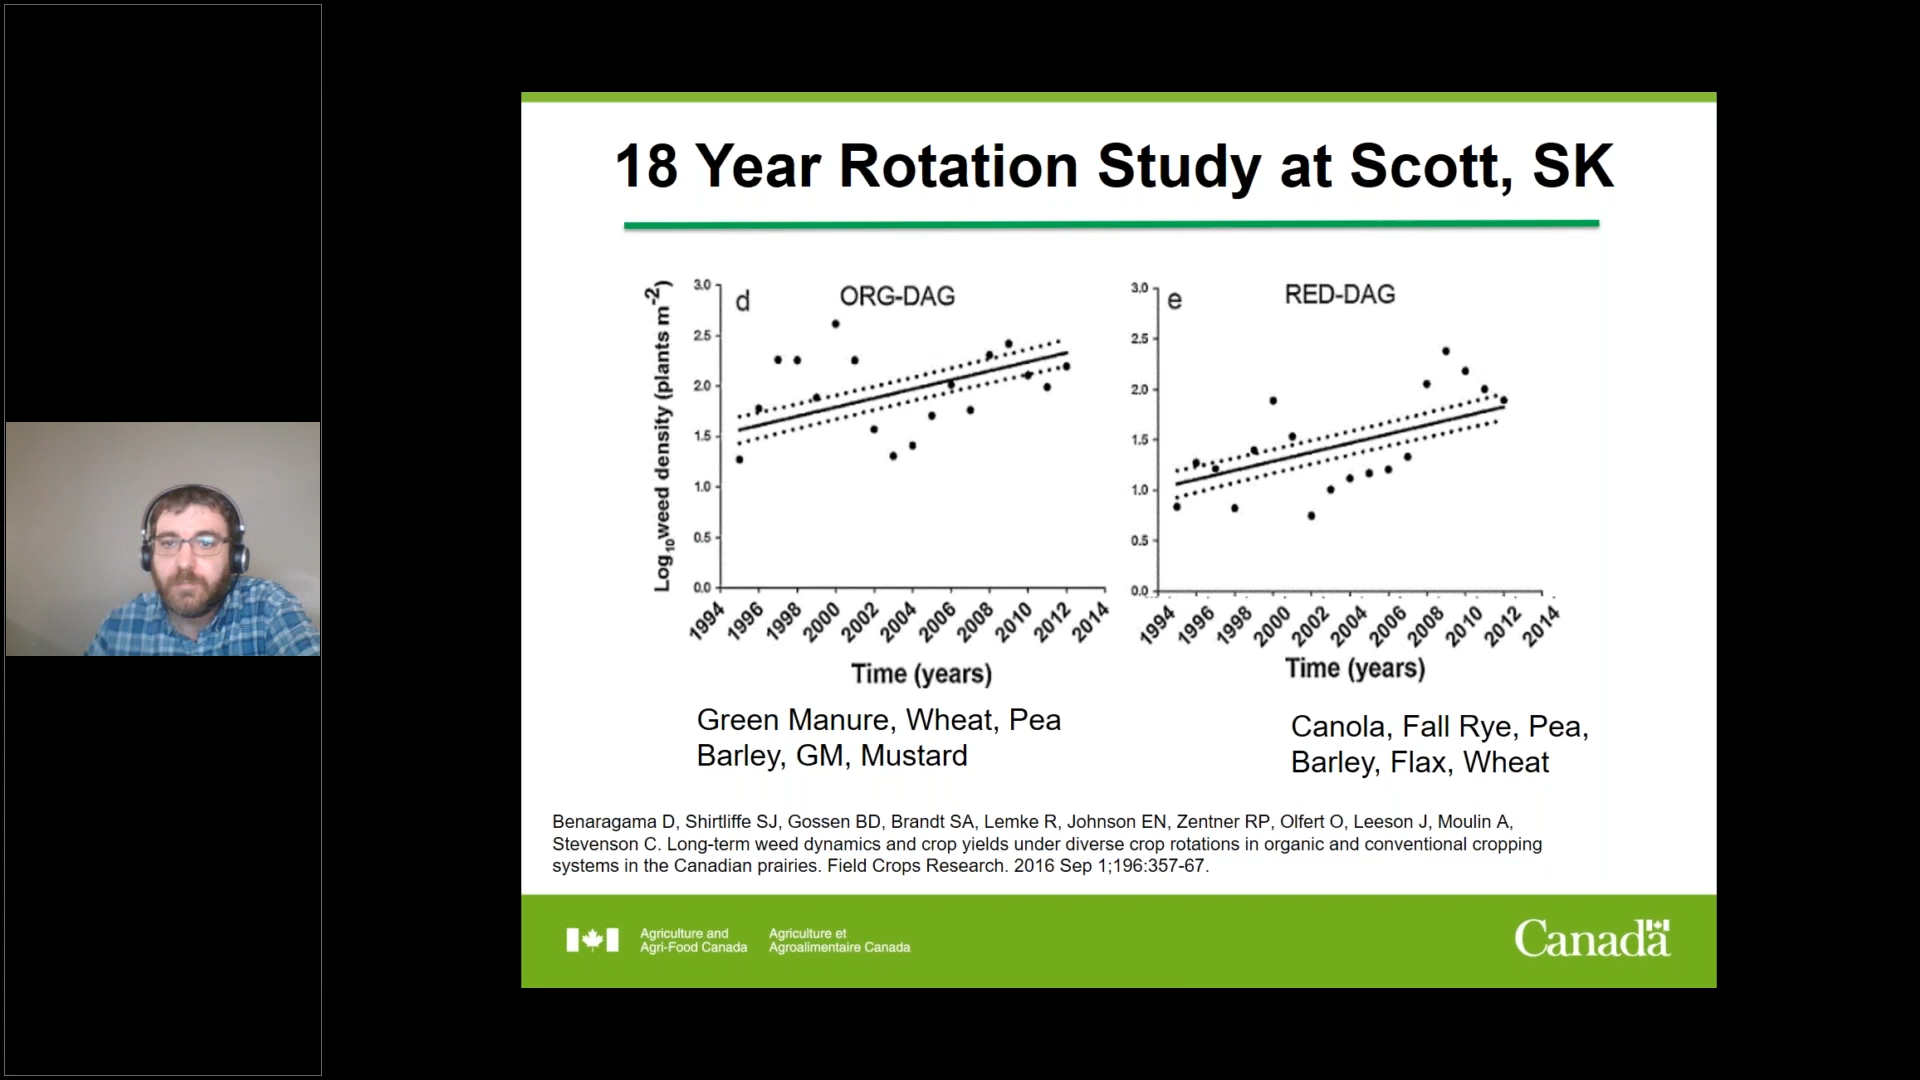 18 Year Rotation Study at Scott, SK
Log10weed density (plants m-2)
d
ORG-DAG
3.0
2.5
2.0
1.5
1.0
0.5
0.0
1994
1996
1998
2000
2002
2004
2006
2008
2010
2012
2014
Time (years)
e
RED-DAG
3.0
2.5
2.0
1.5
1.0
0.5
0.0
1994
1996
1998
2000
2002
2004
2006
2008
2010
2012
2014
Time (years)
Green Manure, Wheat, Pea
Barley, GM, Mustard
Canola, Fall Rye, Pea,
Barley, Flax, Wheat
Benaragama D, Shirtliffe SJ, Gossen BD, Brandt SA, Lemke R, Johnson EN, Zentner RP, Olfert O, Leeson J, Moulin A,
Stevenson C. Long-term weed dynamics and crop yields under diverse crop rotations in organic and conventional cropping
systems in the Canadian prairies. Field Crops Research. 2016 Sep 1;196:357-67.
Agriculture and
Agri-Food Canada
Agriculture et
Agroalimentaire Canada
Canada